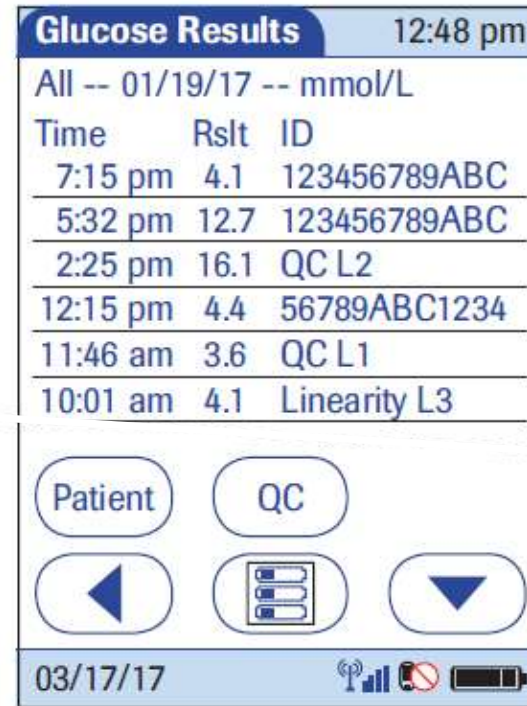 Glucose Results 12:48 pm
All -- 01/19/17 -- mmol/L
Time Rslt ID
7:15 pm 4.1 123456789ABC
5:32 pm 12.7 123456789ABC
2:25 pm 16.1 QC L2
12:15 pm 4.4 56789ABC1234
11:46 am 3.6 QC L1
10:01 am 4.1 Linearity L3
Patient QC
03/17/17